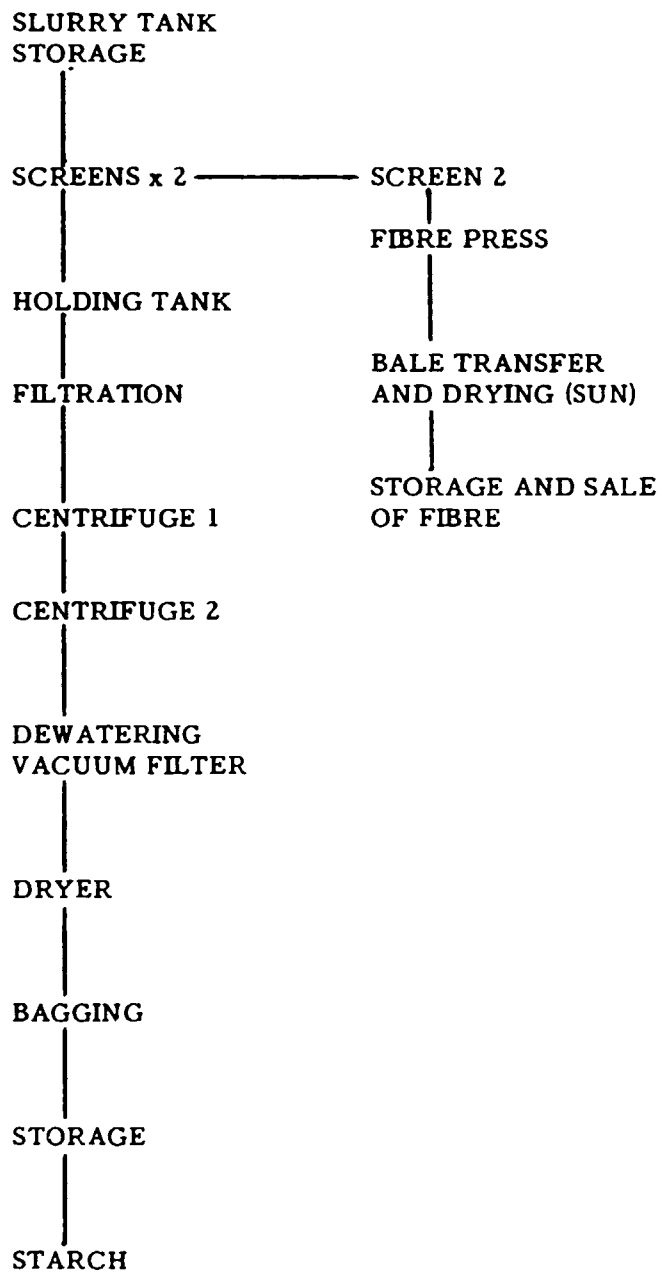 SLURRY TANK
STORAGE
SCREENS x 2
SCREEN 2
FIBRE PRESS
HOLDING TANK
BALE TRANSFER
AND DRYING (SUN)
FILTRATION
STORAGE AND SALE
OF FIBRE
CENTRIFUGE 1
CENTRIFUGE 2
DEWATERING
VACUUM FILTER
DRYER
BAGGING
STORAGE
STARCH